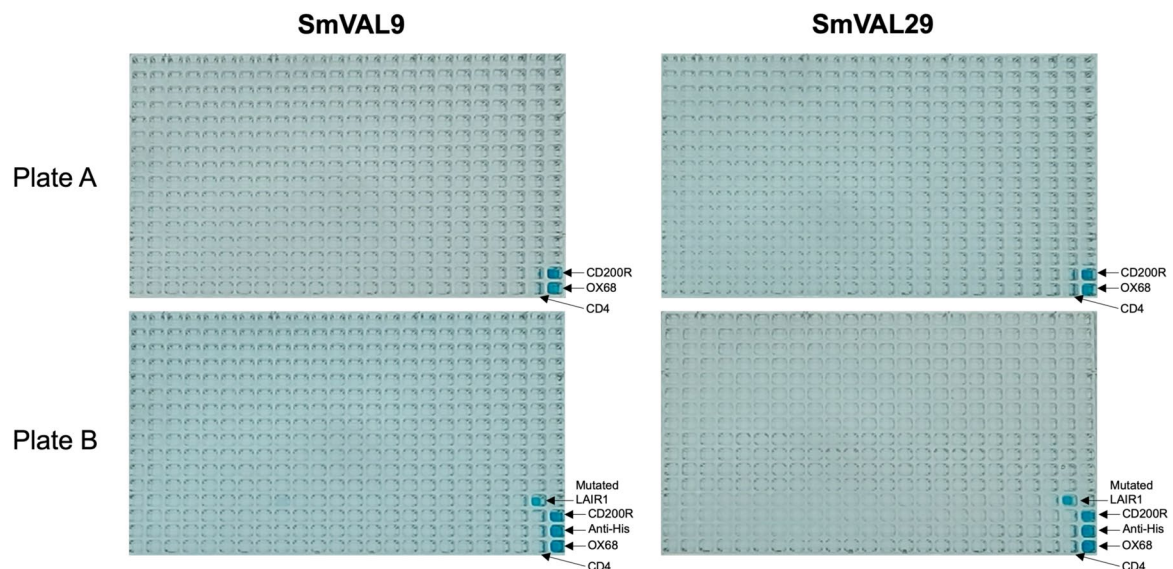 SmVAL9
SmVAL29
Plate A
CD200R
OX68
CD4
CD200R
OX68
CD4
Plate B
Mutated
LAIR1
CD200R
Anti-His
OX68
CD4
Mutated
LAIR1
CD200R
Anti-His
OX68
CD4